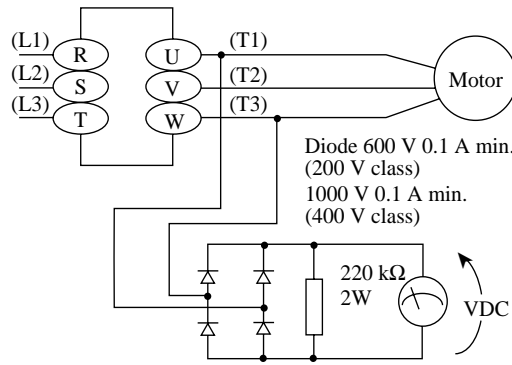 (L1) R U (T1)
(L2) S V (T2) Motor
(L3) T W (T3)
Diode 600 V 0.1 A min.
(200 V class)
1000 V 0.1 A min.
(400 V class)
220 kΩ
2W
VDC